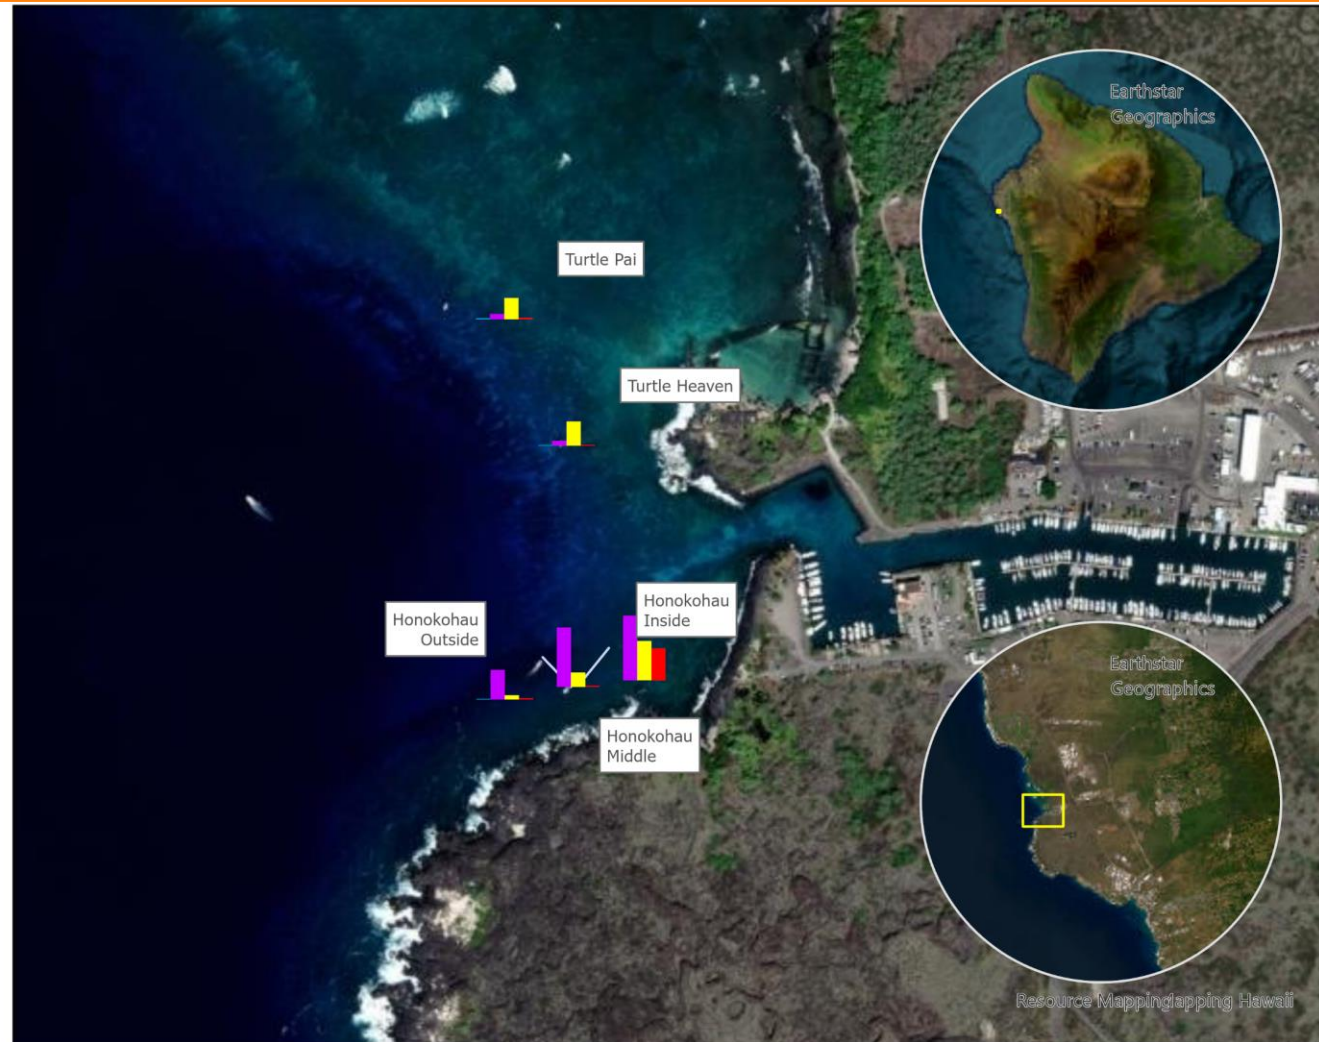 Earthstar
Geographics
Turtle Pai
Turtle Heaven
Honokohau
Inside
Honokohau
Outside
Earthstar
Geographics
Honokohau
Middle
Resource Mappinglapping Hawaii